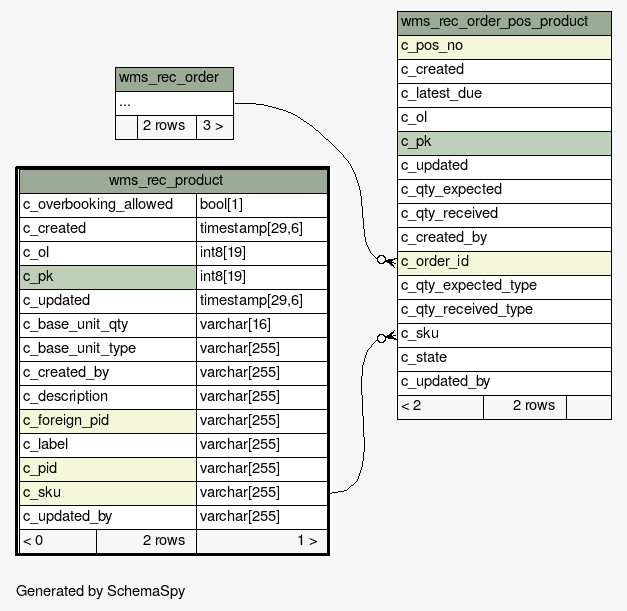 wms_rec_order
...
2 rows 3 >
wms_rec_product
c_overbooking_allowed bool[1]
c_created timestamp[29,6]
c_ol int8[19]
c_pk int8[19]
c_updated timestamp[29,6]
c_base_unit_qty varchar[16]
c_base_unit_type varchar[255]
c_created_by varchar[255]
c_description varchar[255]
c_foreign_pid varchar[255]
c_label varchar[255]
c_pid varchar[255]
c_sku varchar[255]
c_updated_by varchar[255]
< 0 2 rows 1 >
wms_rec_order_pos_product
c_pos_no
c_created
c_latest_due
c_ol
c_pk
c_updated
c_qty_expected
c_qty_received
c_created_by
c_order_id
c_qty_expected_type
c_qty_received_type
c_sku
c_state
c_updated_by
< 2 2 rows
Generated by SchemaSpy